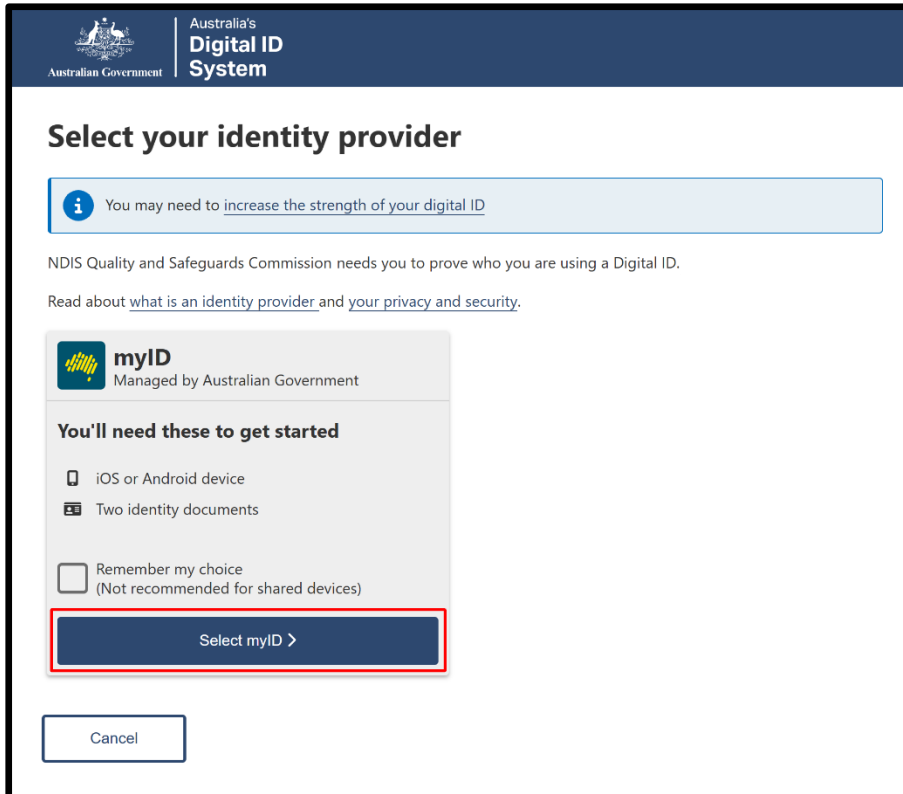 Australian Government
Australia's
Digital ID
System
Select your identity provider
You may need to increase the strength of your digital ID
NDIS Quality and Safeguards Commission needs you to prove who you are using a Digital ID.
Read about what is an identity provider and your privacy and security.
myID
Managed by Australian Government
You'll need these to get started
iOS or Android device
Two identity documents
Remember my choice
(Not recommended for shared devices)
Select myID
Cancel